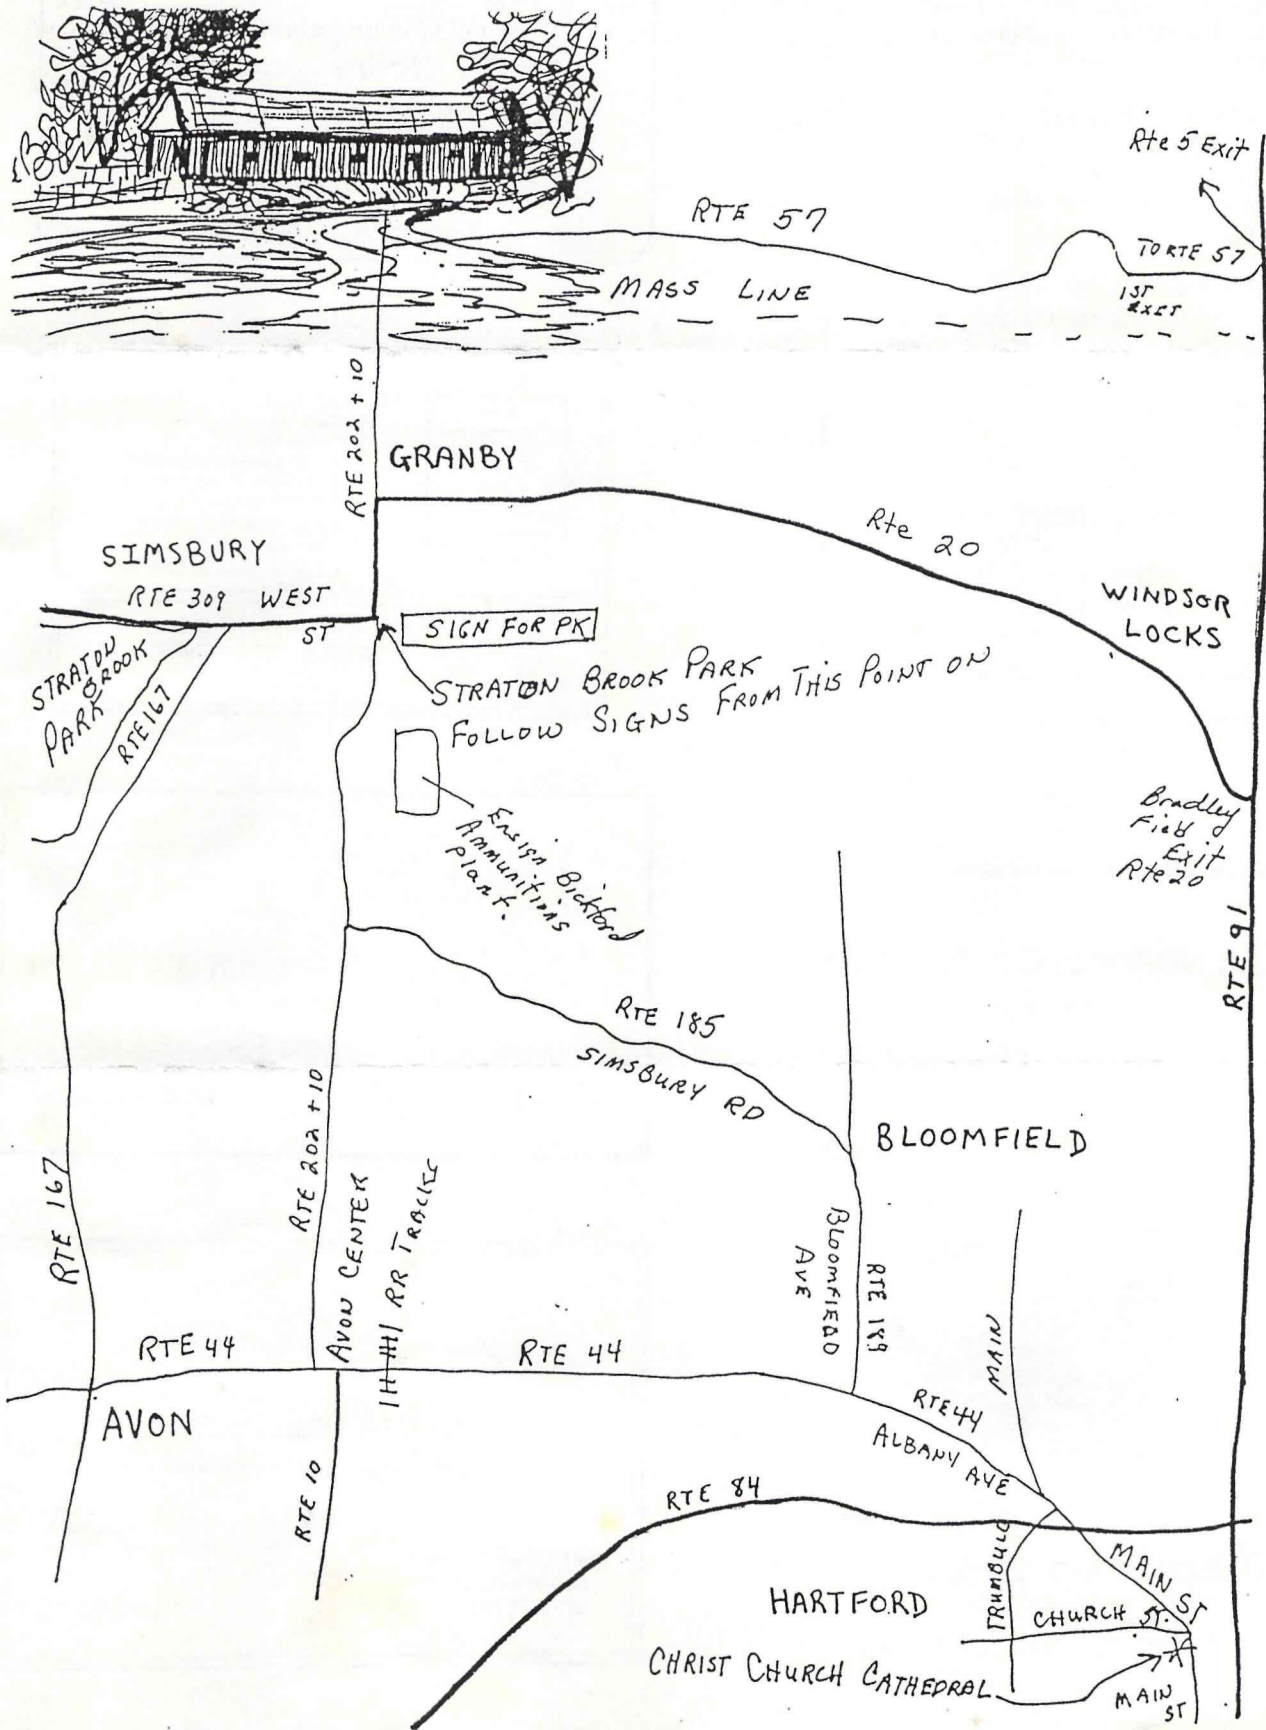 Rte 5 Exit
RTE 57
TO RTE 57
1ST
EXIT
MASS LINE
RTE 202 + 10
GRANBY
Rte 20
SIMSBURY
RTE 309 WEST
ST
SIGN FOR PK
WINDSOR
LOCKS
STRATON
BROOK
PARK
RTE 167
STRATON BROOK PARK
FOLLOW SIGNS FROM THIS POINT ON
Ensign Bickford
Ammunitions
Plant.
Bradley
Field
Exit
Rte 20
RTE 91
RTE 185
SIMSBURY RD
BLOOMFIELD
RTE 167
RTE 202 + 10
AVON CENTER
RR TRACKS
BLOOMFIELD
AVE
RTE 189
MAIN
RTE 44
RTE 44
RTE 44
ALBANY AVE
AVON
RTE 10
RTE 84
TRUMBULL
MAIN ST
HARTFORD
CHURCH ST.
CHRIST CHURCH CATHEDRAL
MAIN
ST